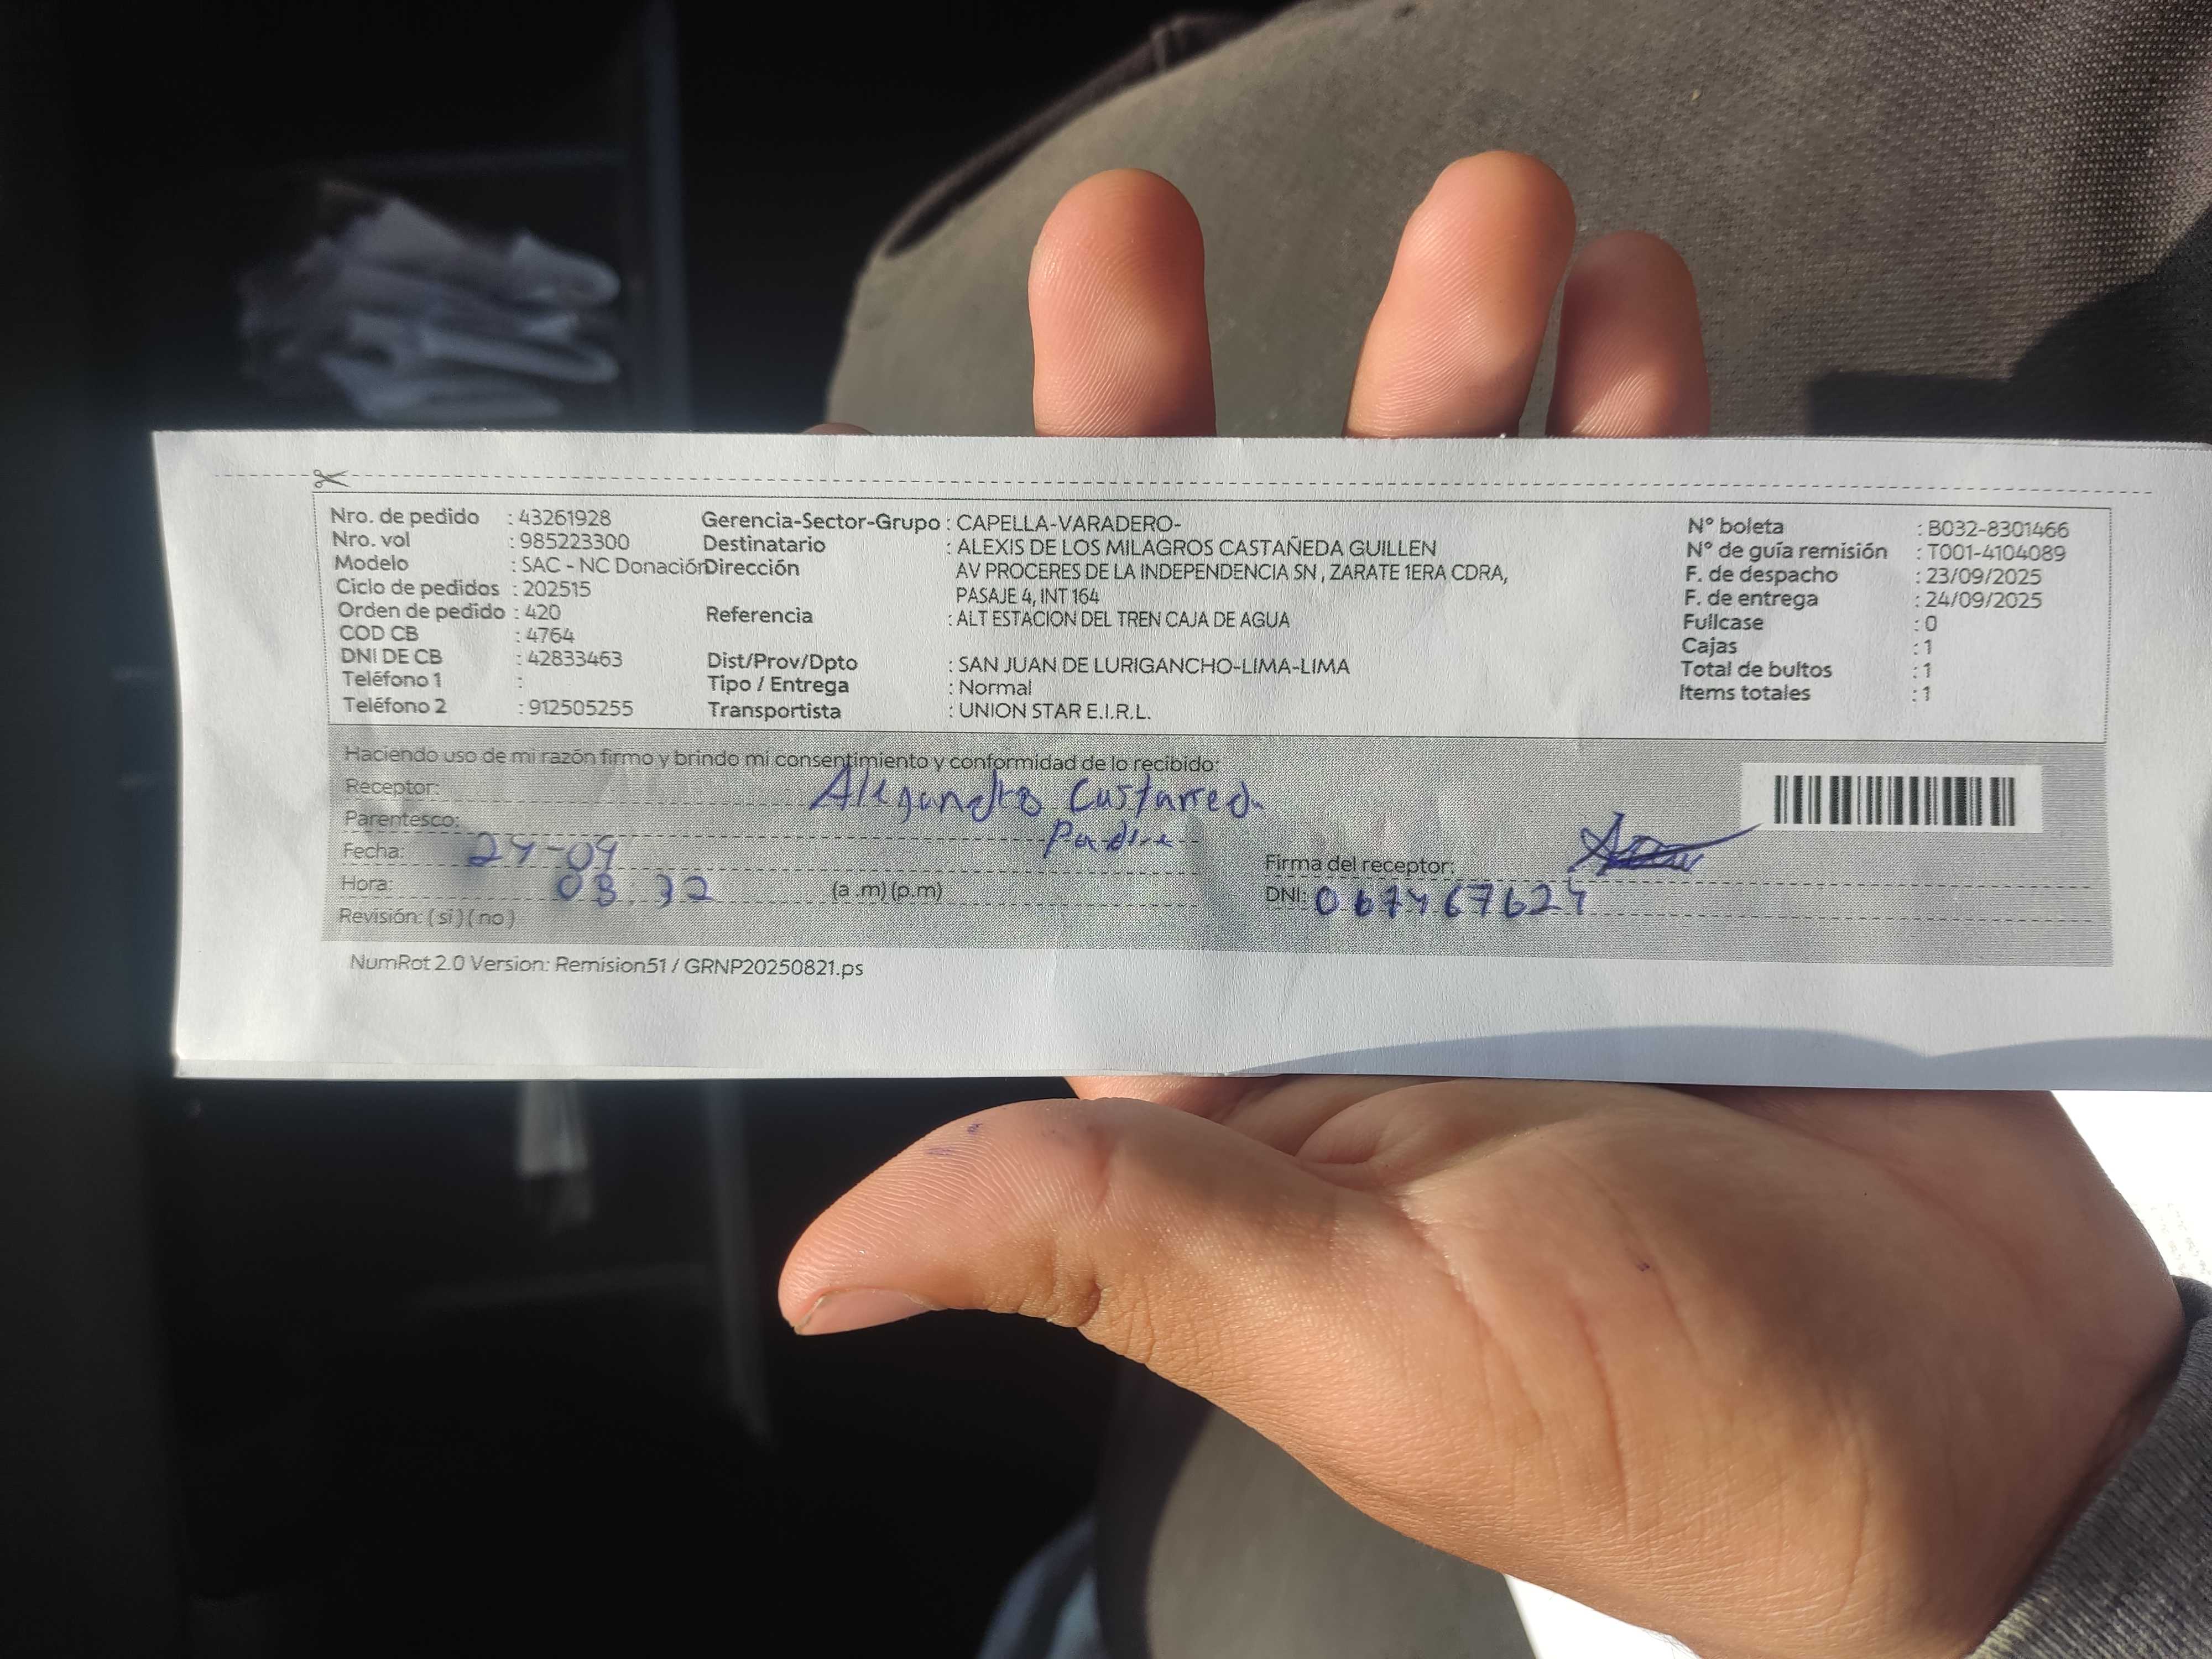 Nro. de pedido : 43261928
Nro. vol : 985223300
Modelo : SAC - NC Donación
Ciclo de pedidos : 202515
Orden de pedido : 420
COD CB : 4764
DNI DE CB : 42833463
Teléfono 1 :
Teléfono 2 : 912505255
Gerencia-Sector-Grupo : CAPELLA-VARADERO-
Destinatario : ALEXIS DE LOS MILAGROS CASTAÑEDA GUILLEN
Dirección AV PROCERES DE LA INDEPENDENCIA SN , ZARATE 1ERA CDRA,
PASAJE 4, INT 164
Referencia : ALT ESTACION DEL TREN CAJA DE AGUA
Dist/Prov/Dpto : SAN JUAN DE LURIGANCHO-LIMA-LIMA
Tipo / Entrega : Normal
Transportista : UNION STAR E.I.R.L.
N° boleta : B032-8301466
N° de guía remisión : T001-4104089
F. de despacho : 23/09/2025
F. de entrega : 24/09/2025
Fullcase : 0
Cajas : 1
Total de bultos : 1
Items totales : 1
Haciendo uso de mi razón firmo y brindo mi consentimiento y conformidad de lo recibido:
Receptor:
Parentesco: Padre
Fecha: 24-09
Hora: 03:32 (a .m) (p.m)
Revisión: ( si ) ( no )
Firma del receptor:
DNI:
NumRot 2.0 Version: Remision51 / GRNP20250821.ps